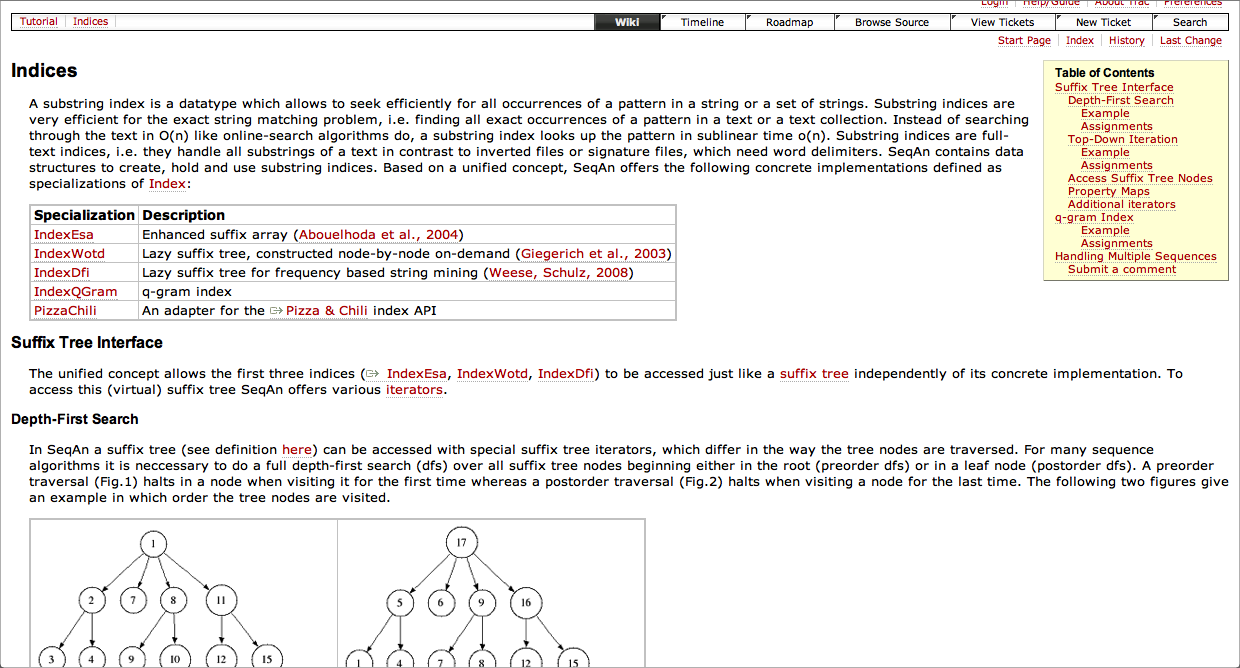 Login Help/Guide About Trac Preferences
Tutorial Indices
Wiki Timeline Roadmap Browse Source View Tickets New Ticket Search
Start Page Index History Last Change
Indices
A substring index is a datatype which allows to seek efficiently for all occurrences of a pattern in a string or a set of strings. Substring indices are
very efficient for the exact string matching problem, i.e. finding all exact occurrences of a pattern in a text or a text collection. Instead of searching
through the text in O(n) like online-search algorithms do, a substring index looks up the pattern in sublinear time o(n). Substring indices are full-
text indices, i.e. they handle all substrings of a text in contrast to inverted files or signature files, which need word delimiters. SeqAn contains data
structures to create, hold and use substring indices. Based on a unified concept, SeqAn offers the following concrete implementations defined as
specializations of Index:
Table of Contents
Suffix Tree Interface
Depth-First Search
Example
Assignments
Top-Down Iteration
Example
Assignments
Access Suffix Tree Nodes
Property Maps
Additional iterators
q-gram Index
Example
Assignments
Handling Multiple Sequences
Submit a comment
Specialization Description
IndexEsa Enhanced suffix array (Abouelhoda et al., 2004)
IndexWotd Lazy suffix tree, constructed node-by-node on-demand (Giegerich et al., 2003)
IndexDfi Lazy suffix tree for frequency based string mining (Weese, Schulz, 2008)
IndexQGram q-gram index
PizzaChili An adapter for the Pizza & Chili index API
Suffix Tree Interface
The unified concept allows the first three indices ( IndexEsa, IndexWotd, IndexDfi) to be accessed just like a suffix tree independently of its concrete implementation. To
access this (virtual) suffix tree SeqAn offers various iterators.
Depth-First Search
In SeqAn a suffix tree (see definition here) can be accessed with special suffix tree iterators, which differ in the way the tree nodes are traversed. For many sequence
algorithms it is neccessary to do a full depth-first search (dfs) over all suffix tree nodes beginning either in the root (preorder dfs) or in a leaf node (postorder dfs). A preorder
traversal (Fig.1) halts in a node when visiting it for the first time whereas a postorder traversal (Fig.2) halts when visiting a node for the last time. The following two figures give
an example in which order the tree nodes are visited.
1
2 7 8 11
3 4 9 10 12 15
17
5 6 9 16
1 4 7 8 12 15